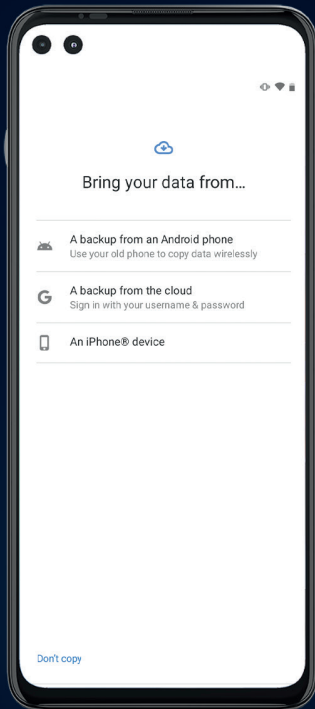 Bring your data from...
A backup from an Android phone
Use your old phone to copy data wirelessly
A backup from the cloud
Sign in with your username & password
An iPhone® device
Don't copy